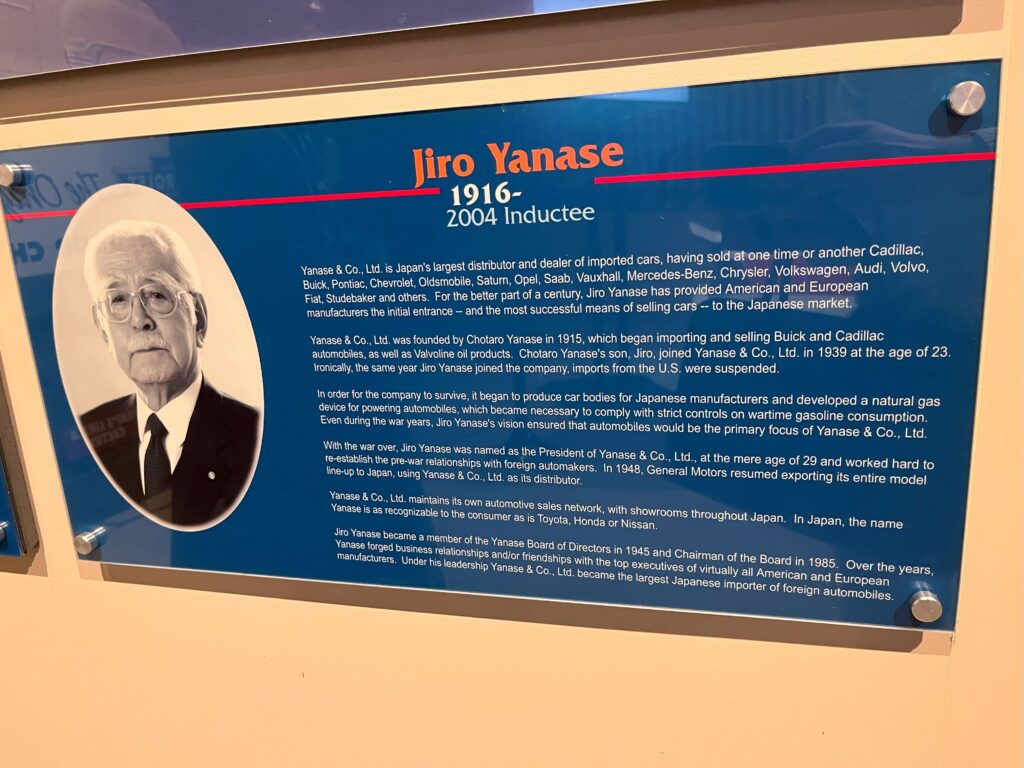 Jiro Yanase
1916-
2004 Inductee
Yanase & Co., Ltd. is Japan's largest distributor and dealer of imported cars, having sold at one time or another Cadillac,
Buick, Pontiac, Chevrolet, Oldsmobile, Saturn, Opel, Saab, Vauxhall, Mercedes-Benz, Chrysler, Volkswagen, Audi, Volvo,
Fiat, Studebaker and others. For the better part of a century, Jiro Yanase has provided American and European
manufacturers the initial entrance -- and the most successful means of selling cars -- to the Japanese market.
Yanase & Co., Ltd. was founded by Chotaro Yanase in 1915, which began importing and selling Buick and Cadillac
automobiles, as well as Valvoline oil products. Chotaro Yanase's son, Jiro, joined Yanase & Co., Ltd. in 1939 at the age of 23.
Ironically, the same year Jiro Yanase joined the company, imports from the U.S. were suspended.
In order for the company to survive, it began to produce car bodies for Japanese manufacturers and developed a natural gas
device for powering automobiles, which became necessary to comply with strict controls on wartime gasoline consumption.
Even during the war years, Jiro Yanase's vision ensured that automobiles would be the primary focus of Yanase & Co., Ltd.
With the war over, Jiro Yanase was named as the President of Yanase & Co., Ltd., at the mere age of 29 and worked hard to
re-establish the pre-war relationships with foreign automakers. In 1948, General Motors resumed exporting its entire model
line-up to Japan, using Yanase & Co., Ltd. as its distributor.
Yanase & Co., Ltd. maintains its own automotive sales network, with showrooms throughout Japan. In Japan, the name
Yanase is as recognizable to the consumer as is Toyota, Honda or Nissan.
Jiro Yanase became a member of the Yanase Board of Directors in 1945 and Chairman of the Board in 1985. Over the years,
Yanase forged business relationships and/or friendships with the top executives of virtually all American and European
manufacturers. Under his leadership Yanase & Co., Ltd. became the largest Japanese importer of foreign automobiles.